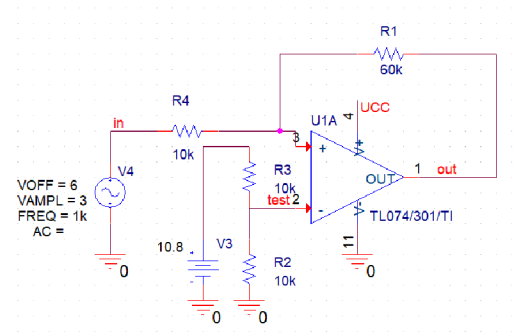 R1
60k
R4
10k
in
3
U1A
+
4
UCC
V+
OUT
1
out
R3
10k
test
2
-
V-
TL074/301/TI
11
0
V4
VOFF = 6
VAMPL = 3
FREQ = 1k
AC =
0
10.8
V3
+
-
0
R2
10k
0